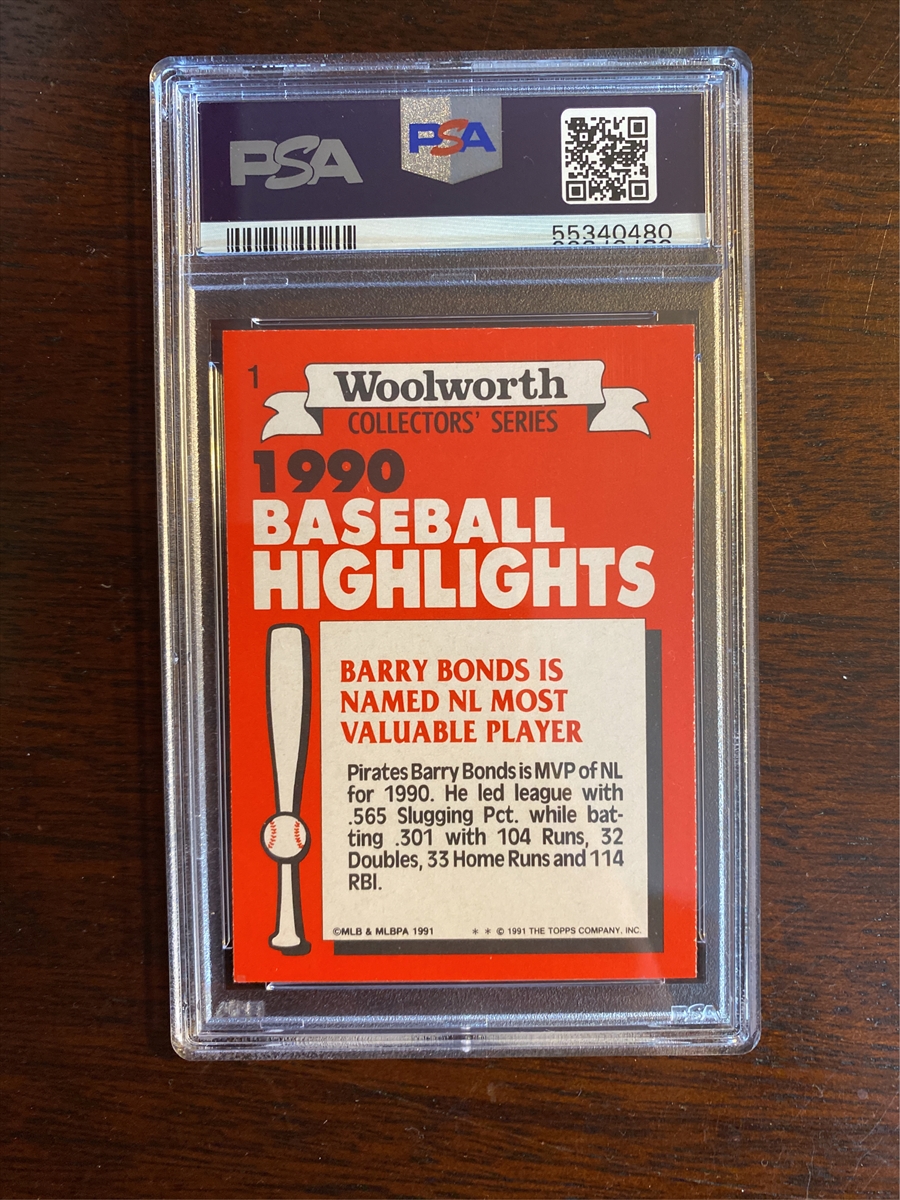 PSA
PSA
55340480
1
Woolworth
COLLECTORS' SERIES
1990
BASEBALL
HIGHLIGHTS
BARRY BONDS IS
NAMED NL MOST
VALUABLE PLAYER
Pirates Barry Bonds is MVP of NL
for 1990. He led league with
.565 Slugging Pct. while bat-
ting .301 with 104 Runs, 32
Doubles, 33 Home Runs and 114
RBI.
©MLB & MLBPA 1991 * * © 1991 THE TOPPS COMPANY, INC.
PSA